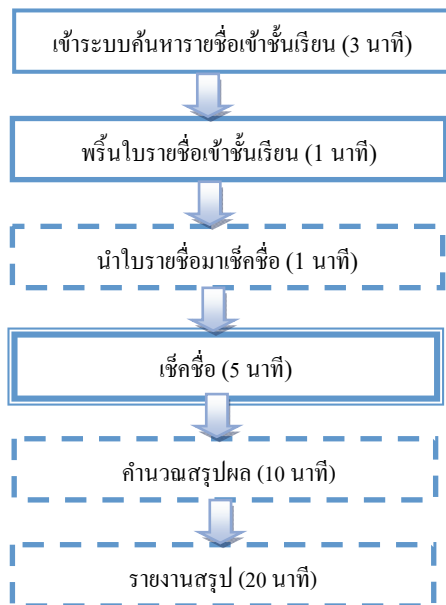 เข้าระบบค้นหารายชื่อเข้าชั้นเรียน (3 นาที)
พริ้นใบรายชื่อเข้าชั้นเรียน (1 นาที)
นำใบรายชื่อมาเช็คชื่อ (1 นาที)
เช็คชื่อ (5 นาที)
คำนวณสรุปผล (10 นาที)
รายงานสรุป (20 นาที)